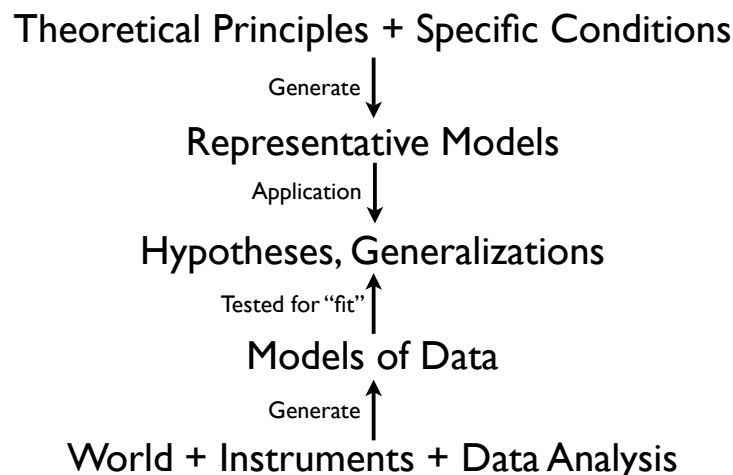 Theoretical Principles + Specific Conditions
Generate
Representative Models
Application
Hypotheses, Generalizations
Tested for “fit”
Models of Data
Generate
World + Instruments + Data Analysis